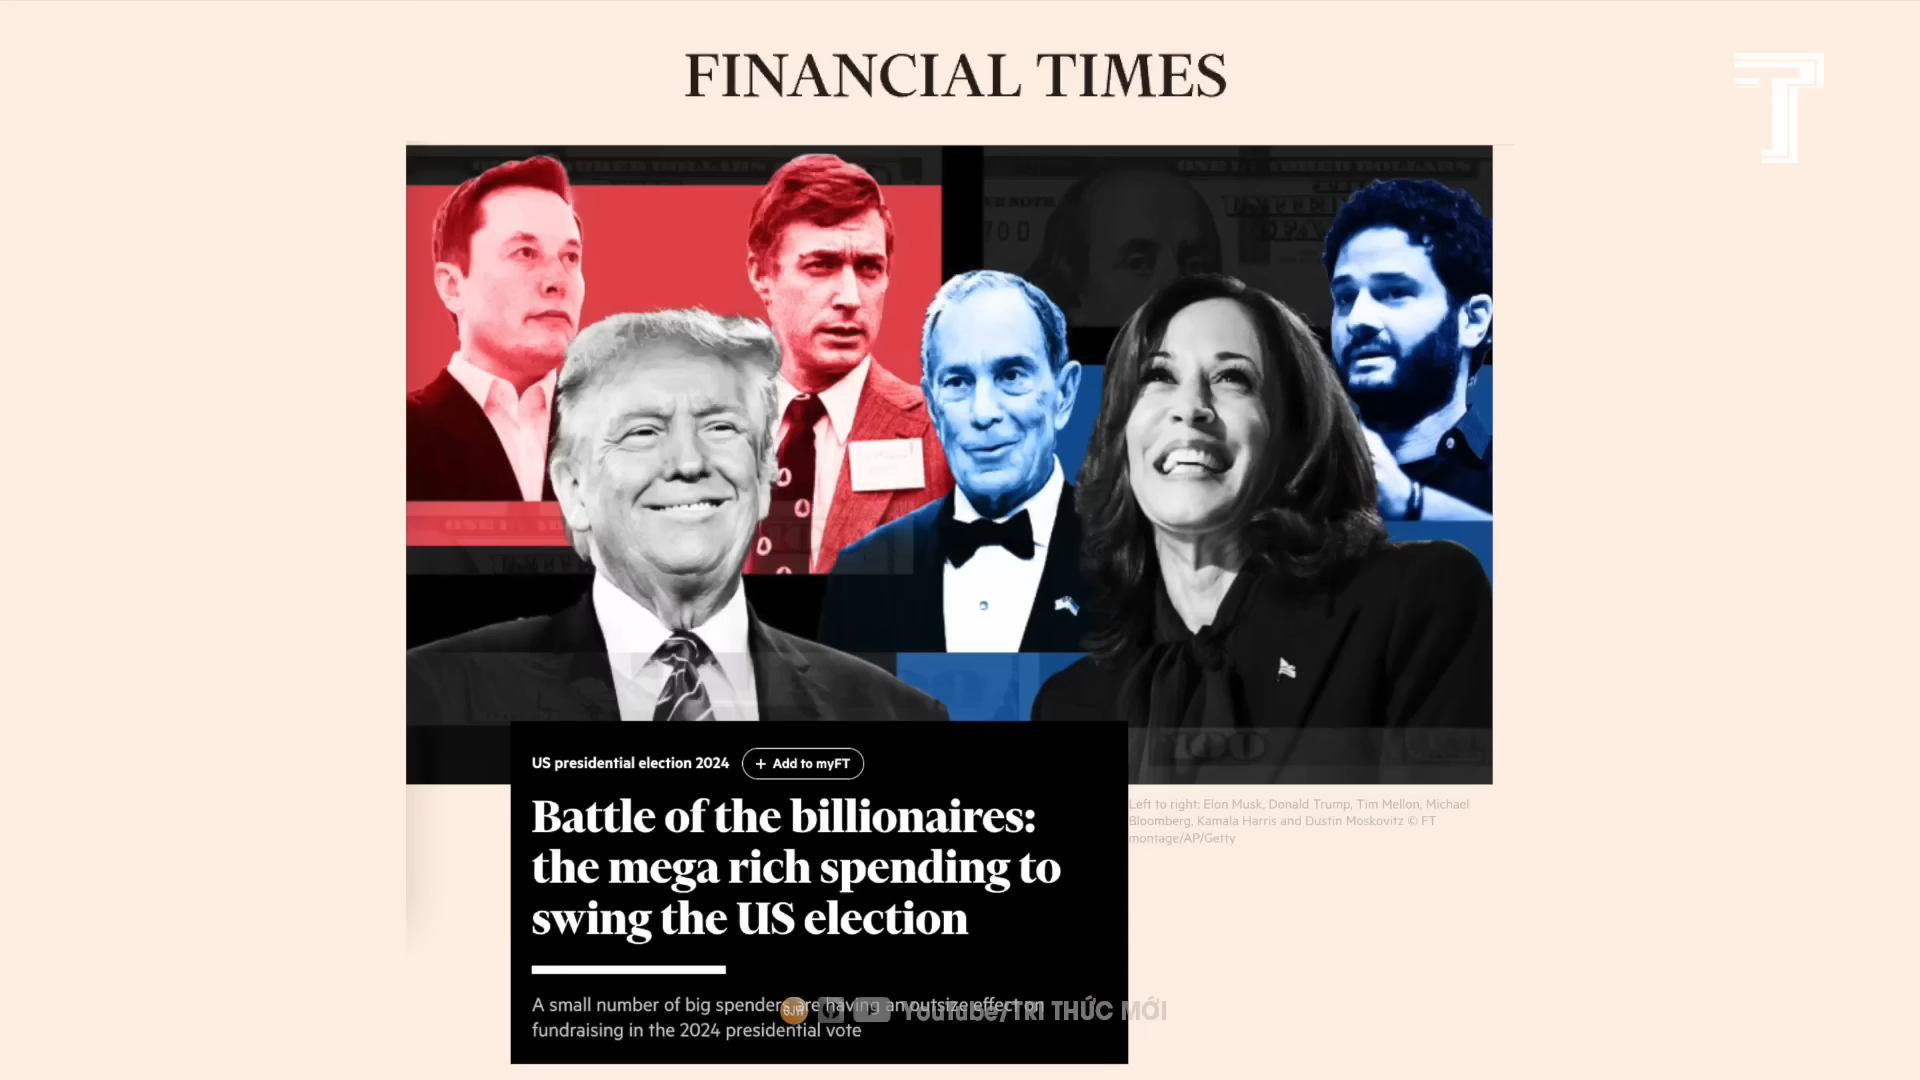 FINANCIAL TIMES
US presidential election 2024
+ Add to myFT
Battle of the billionaires:
the mega rich spending to
swing the US election
A small number of big spenders are having an outsize effect on
fundraising in the 2024 presidential vote
Left to right: Elon Musk, Donald Trump, Tim Mellon, Michael
Bloomberg, Kamala Harris and Dustin Moskovitz © FT
montage/AP/Getty
SJW
Youtube/TRI THỨC MỚI
100